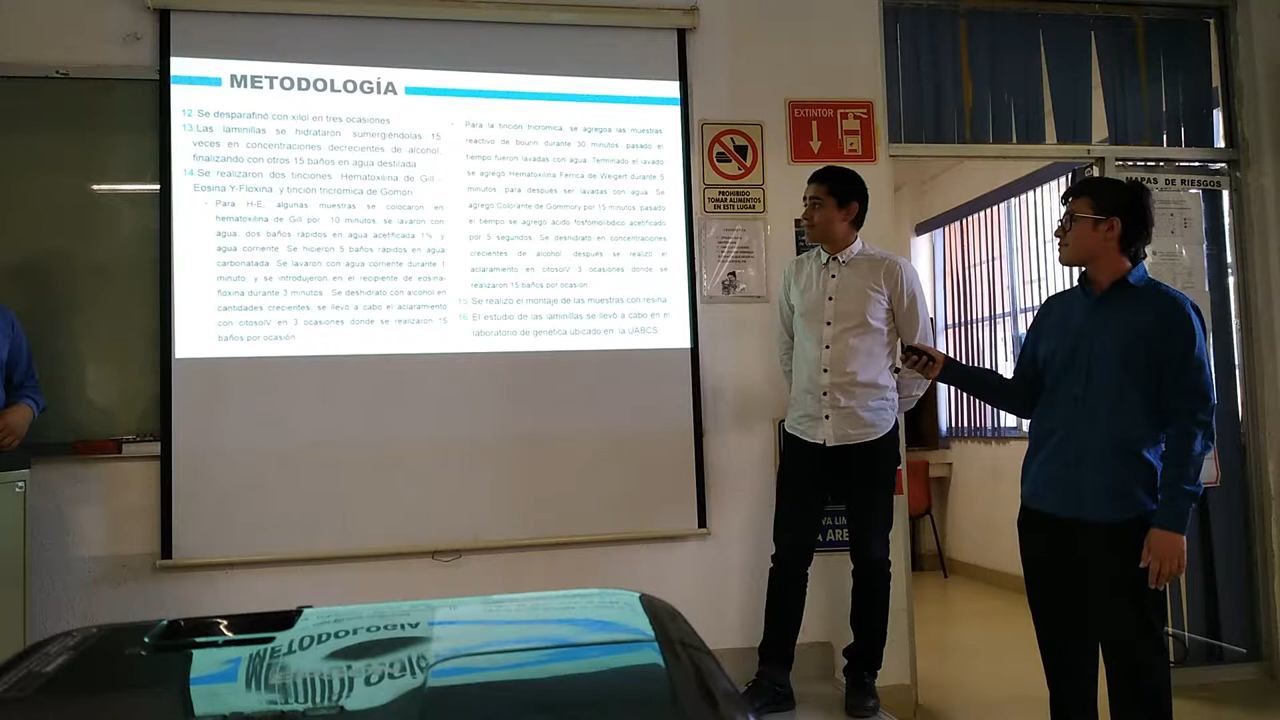 METODOLOGÍA
12. Se desparafinó con xilol en tres ocasiones
13. Las laminillas se hidrataron sumergiéndolas 15
veces en concentraciones decrecientes de alcohol,
finalizando con otros 15 baños en agua destilada
14. Se realizaron dos tinciones Hematoxilina de Gill -
Eosina Y-Floxina y tinción tricrómica de Gomori
- Para H-E, algunas muestras se colocaron en
hematoxilina de Gill por 10 minutos, se lavaron con
agua, dos baños rápidos en agua acetificada 1% y
agua corriente. Se hicieron 5 baños rápidos en agua
carbonatada. Se lavaron con agua corriente durante 1
minuto y se introdujeron en el recipiente de eosina-
floxina durante 3 minutos. Se deshidrato con alcohol en
cantidades crecientes, se llevó a cabo el aclaramiento
con citosolV en 3 ocasiones donde se realizaron 15
baños por ocasión
- Para la tinción tricrómica, se agregoa las muestras
reactivo de bourin durante 30 minutos, pasado el
tiempo fueron lavadas con agua. Terminado el lavado
se agregó Hematoxilina Ferrica de Weigert durante 5
minutos, para después ser lavadas con agua. Se
agrego Colorante de Gommory por 15 minutos, pasado
el tiempo se agrego acido fosfomolibdico acetificado
por 5 segundos. Se deshidrato en concentraciones
crecientes de alcohol después se realizó el
aclaramiento en citosolV 3 ocasiones donde se
realizaron 15 baños por ocasión
15. Se realizo el montaje de las muestras con resina
16. El estudio de las laminillas se llevó a cabo en el
laboratorio de genética ubicado en la UABCS.
PROHIBIDO
TOMAR ALIMENTOS
EN ESTE LUGAR
EXTINTOR
MAPAS DE RIESGOS
VA LIM
A ARE
METODOLOGÍA